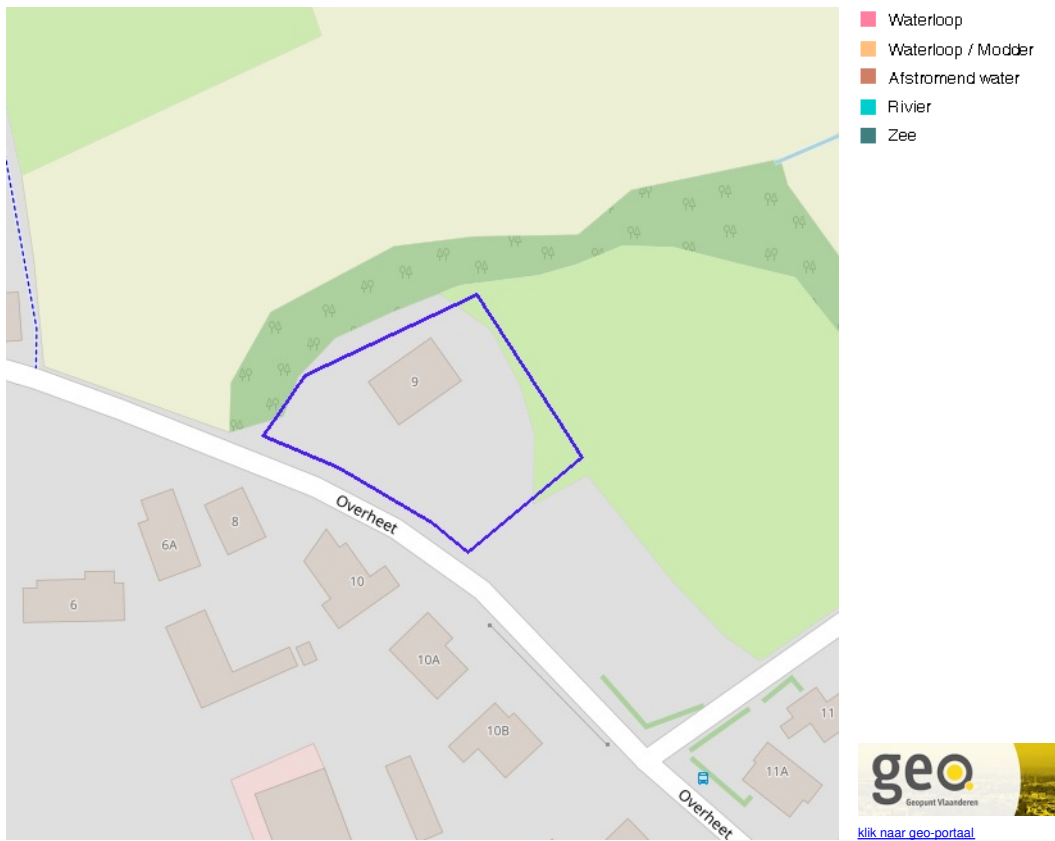 Waterloop
Waterloop / Modder
Afstromend water
Rivier
Zee
9
Overheet
8
6A
6
10
10A
10B
11
11A
Overheet
geo.
Geopunt Vlaanderen
klik naar geo-portaal